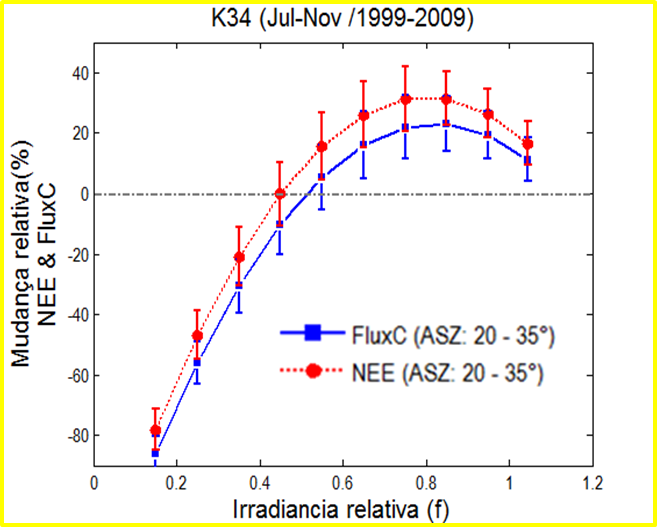 K34 (Jul-Nov /1999-2009)
Mudança relativa(%)
NEE & FluxC
40
20
0
-20
-40
-60
-80
FluxC (ASZ: 20 - 35°)
NEE (ASZ: 20 - 35°)
0 0.2 0.4 0.6 0.8 1 1.2
Irradiancia relativa (f)